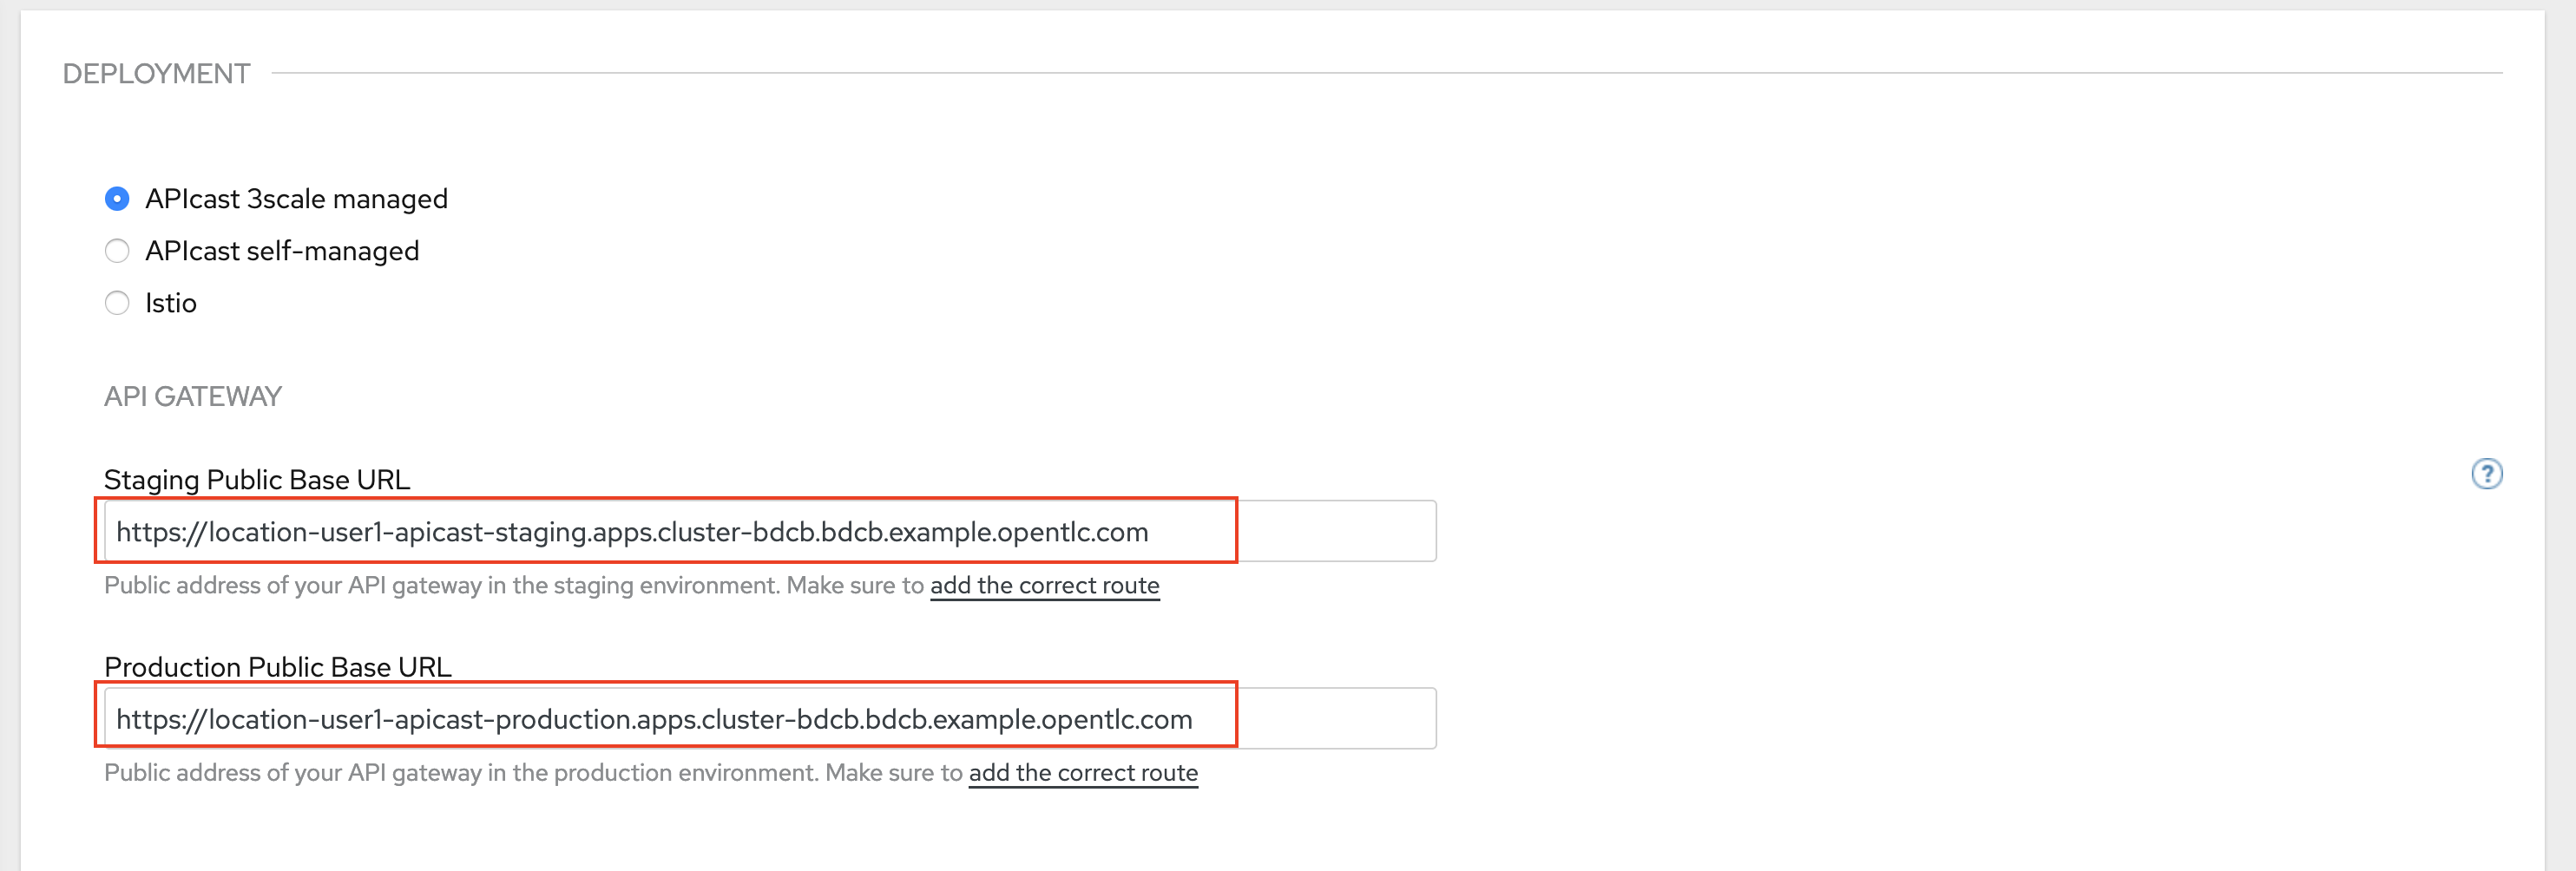 DEPLOYMENT
APIcast 3scale managed
APIcast self-managed
Istio
API GATEWAY
Staging Public Base URL
?
https://location-user1-apicast-staging.apps.cluster-bdcb.bdcb.example.opentlc.com
Public address of your API gateway in the staging environment. Make sure to add the correct route
Production Public Base URL
https://location-user1-apicast-production.apps.cluster-bdcb.bdcb.example.opentlc.com
Public address of your API gateway in the production environment. Make sure to add the correct route